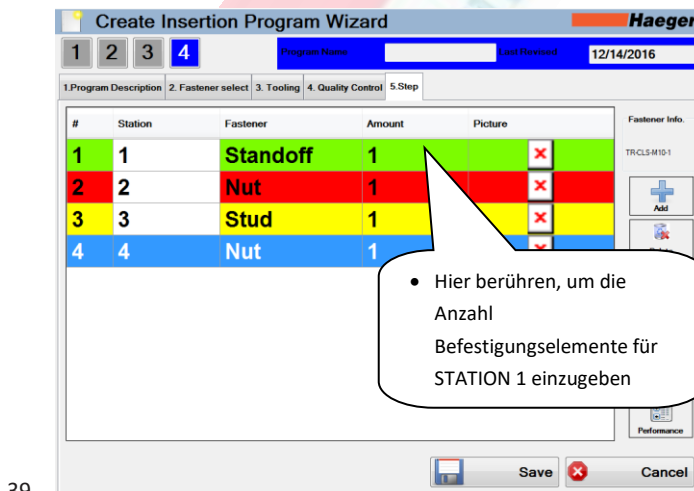 Create Insertion Program Wizard
Haeger
1 2 3 4
Program Name
Last Revised
12/14/2016
1.Program Description 2. Fastener select 3. Tooling 4. Quality Control 5.Step
# Station Fastener Amount Picture
Fastener Info.
1 1 Standoff 1
TR-CLS-M10-1
2 2 Nut 1
Add
3 3 Stud 1
4 4 Nut 1
• Hier berühren, um die
Anzahl
Befestigungselemente für
STATION 1 einzugeben
Performance
Save
Cancel
39